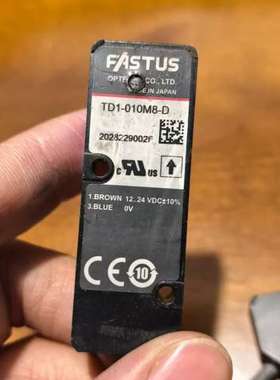 FASTUS
OPTEX CO., LTD.
MADE IN JAPAN
TD1-010M8-D
2028229002F
c UR US
1.BROWN 12..24 VDC±10%
3.BLUE 0V
CE 10